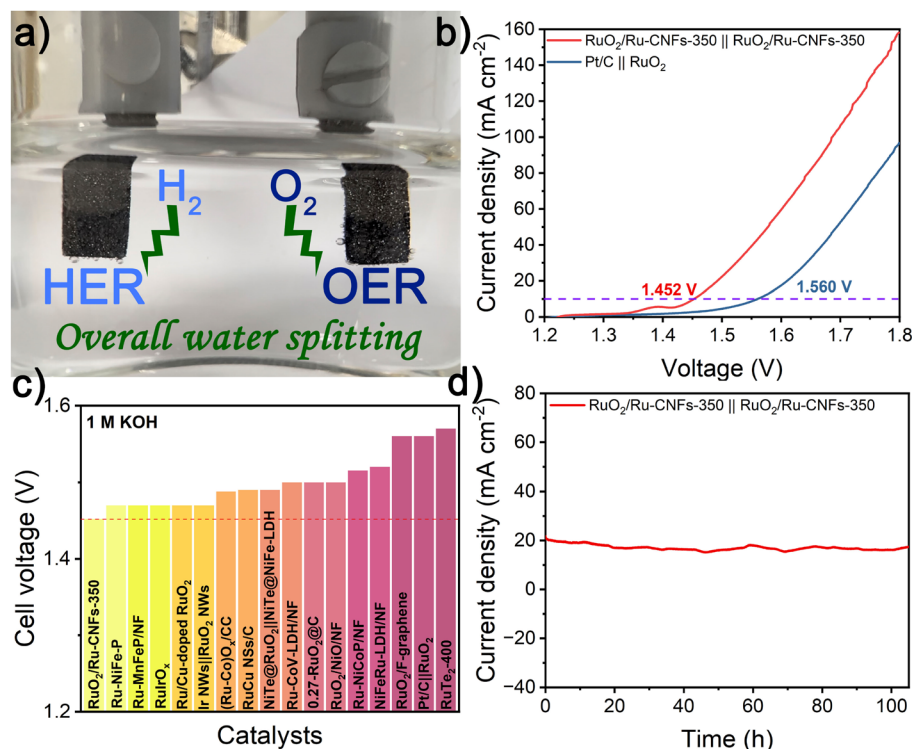 a)
H₂
O₂
HER
OER
Overall water splitting
b)
RuO₂/Ru-CNFs-350 || RuO₂/Ru-CNFs-350
Pt/C || RuO₂
1.452 V
1.560 V
Current density (mA cm⁻²)
160
140
120
100
80
60
40
20
0
1.2 1.3 1.4 1.5 1.6 1.7 1.8
Voltage (V)
c)
1 M KOH
Cell voltage (V)
1.6
1.4
1.2
RuO₂/Ru-CNFs-350
Ru-NiFe-P
Ru-MnFeP/NF
RuIrOₓ
Ru/Cu-doped RuO₂
Ir NWs||RuO₂ NWs
(Ru-Co)Oₓ/CC
RuCu NSs/C
NiTe@RuO₂||NiTe@NiFe-LDH
Ru-CoV-LDH/NF
0.27-RuO₂@C
RuO₂/NiO/NF
Ru-NiCoP/NF
NiFeRu-LDH/NF
RuO₂/F-graphene
Pt/C||RuO₂
RuTe₂-400
Catalysts
d)
RuO₂/Ru-CNFs-350 || RuO₂/Ru-CNFs-350
Current density (mA cm⁻²)
80
60
40
20
0
−20
−40
0 20 40 60 80 100
Time (h)